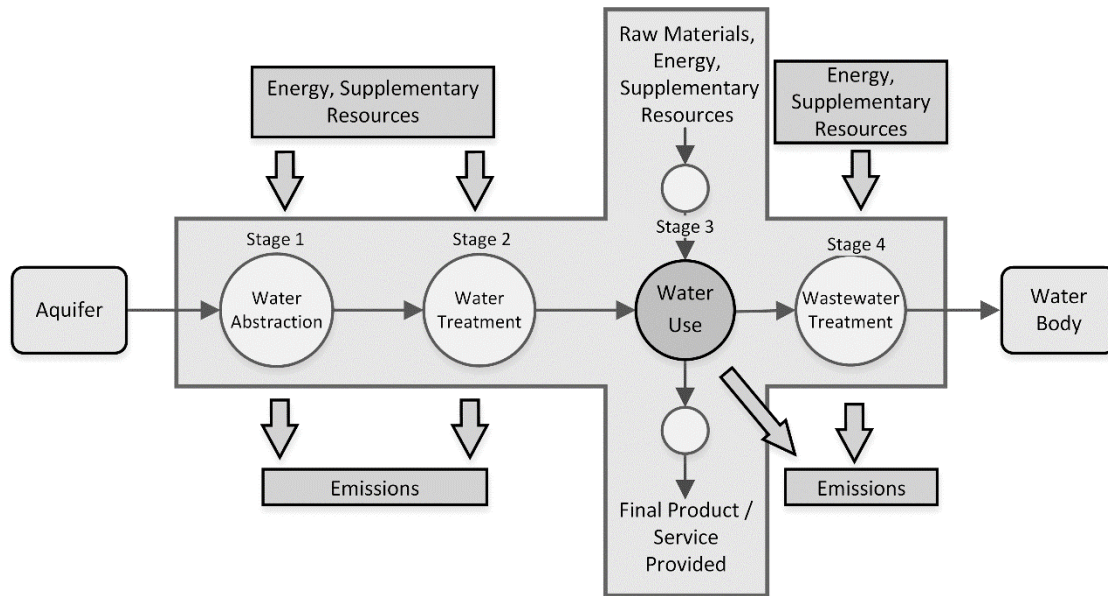 Raw Materials,
Energy,
Supplementary
Resources
Energy, Supplementary
Resources
Energy,
Supplementary
Resources
Stage 1
Stage 2
Stage 3
Stage 4
Aquifer
Water
Abstraction
Water
Treatment
Water
Use
Wastewater
Treatment
Water
Body
Emissions
Emissions
Final Product /
Service
Provided